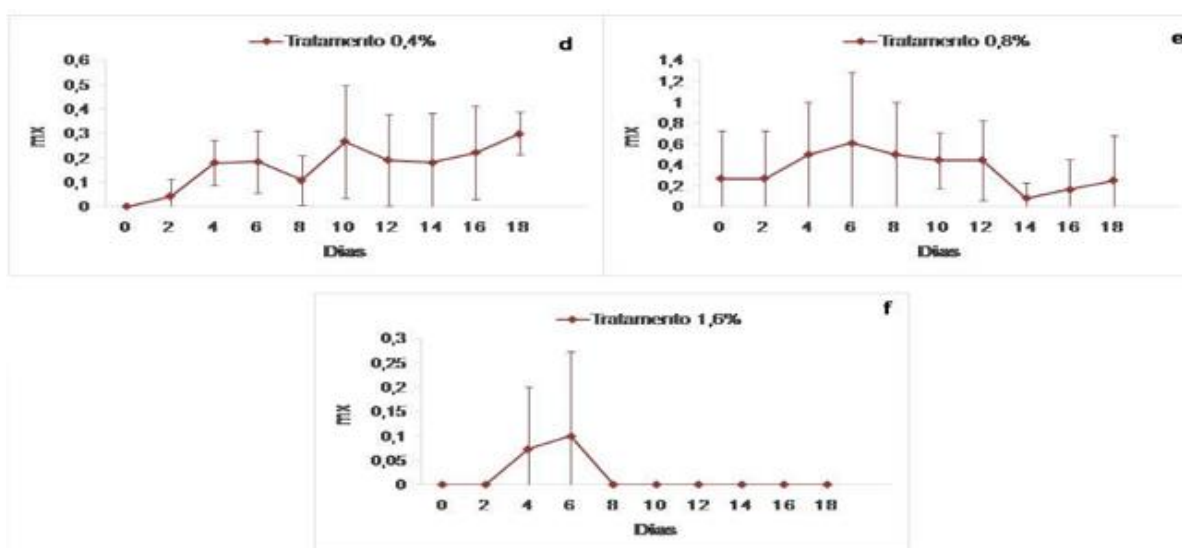 Tratamento 0,4%
d
0,6
0,5
0,4
0,3
0,2
0,1
0
mx
0 2 4 6 8 10 12 14 16 18
Dias
Tratamento 0,8%
e
1,4
1,2
1
0,8
0,6
0,4
0,2
0
mx
0 2 4 6 8 10 12 14 16 18
Dias
Tratamento 1,6%
f
0,3
0,25
0,2
0,15
0,1
0,05
0
mx
0 2 4 6 8 10 12 14 16 18
Dias